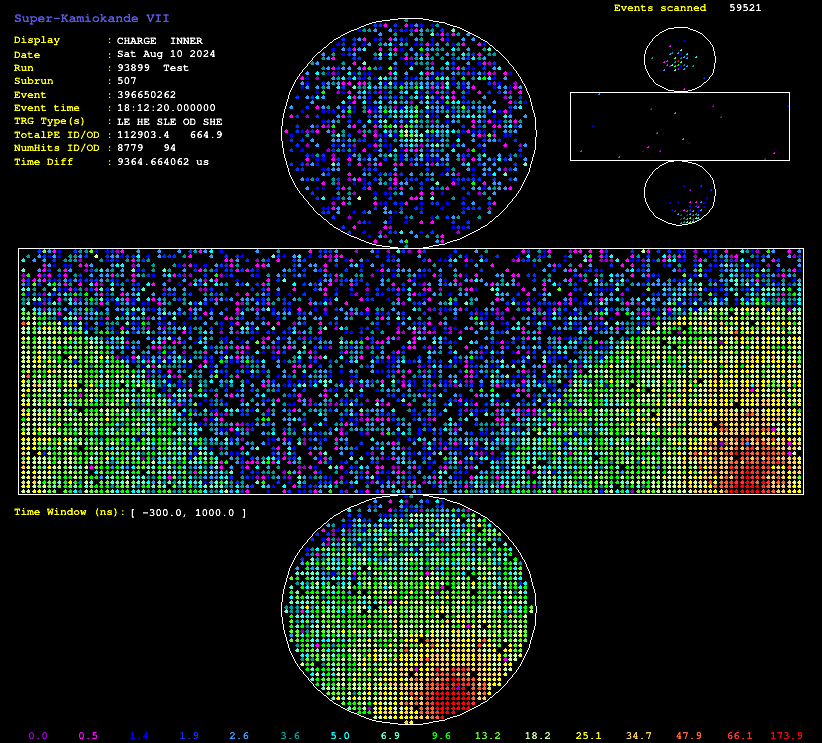 Super-Kamiokande VII
Events scanned 59521
Display : CHARGE INNER
Date : Sat Aug 10 2024
Run : 93899 Test
Subrun : 507
Event : 396650262
Event time : 18:12:20.000000
TRG Type(s) : LE HE SLE OD SHE
TotalPE ID/OD : 112903.4 664.9
NumHits ID/OD : 8779 94
Time Diff : 9364.664062 us
Time Window (ns): [ -300.0, 1000.0 ]
0.0 0.5 1.4 1.9 2.6 3.6 5.0 6.9 9.6 13.2 18.2 25.1 34.7 47.9 66.1 173.9